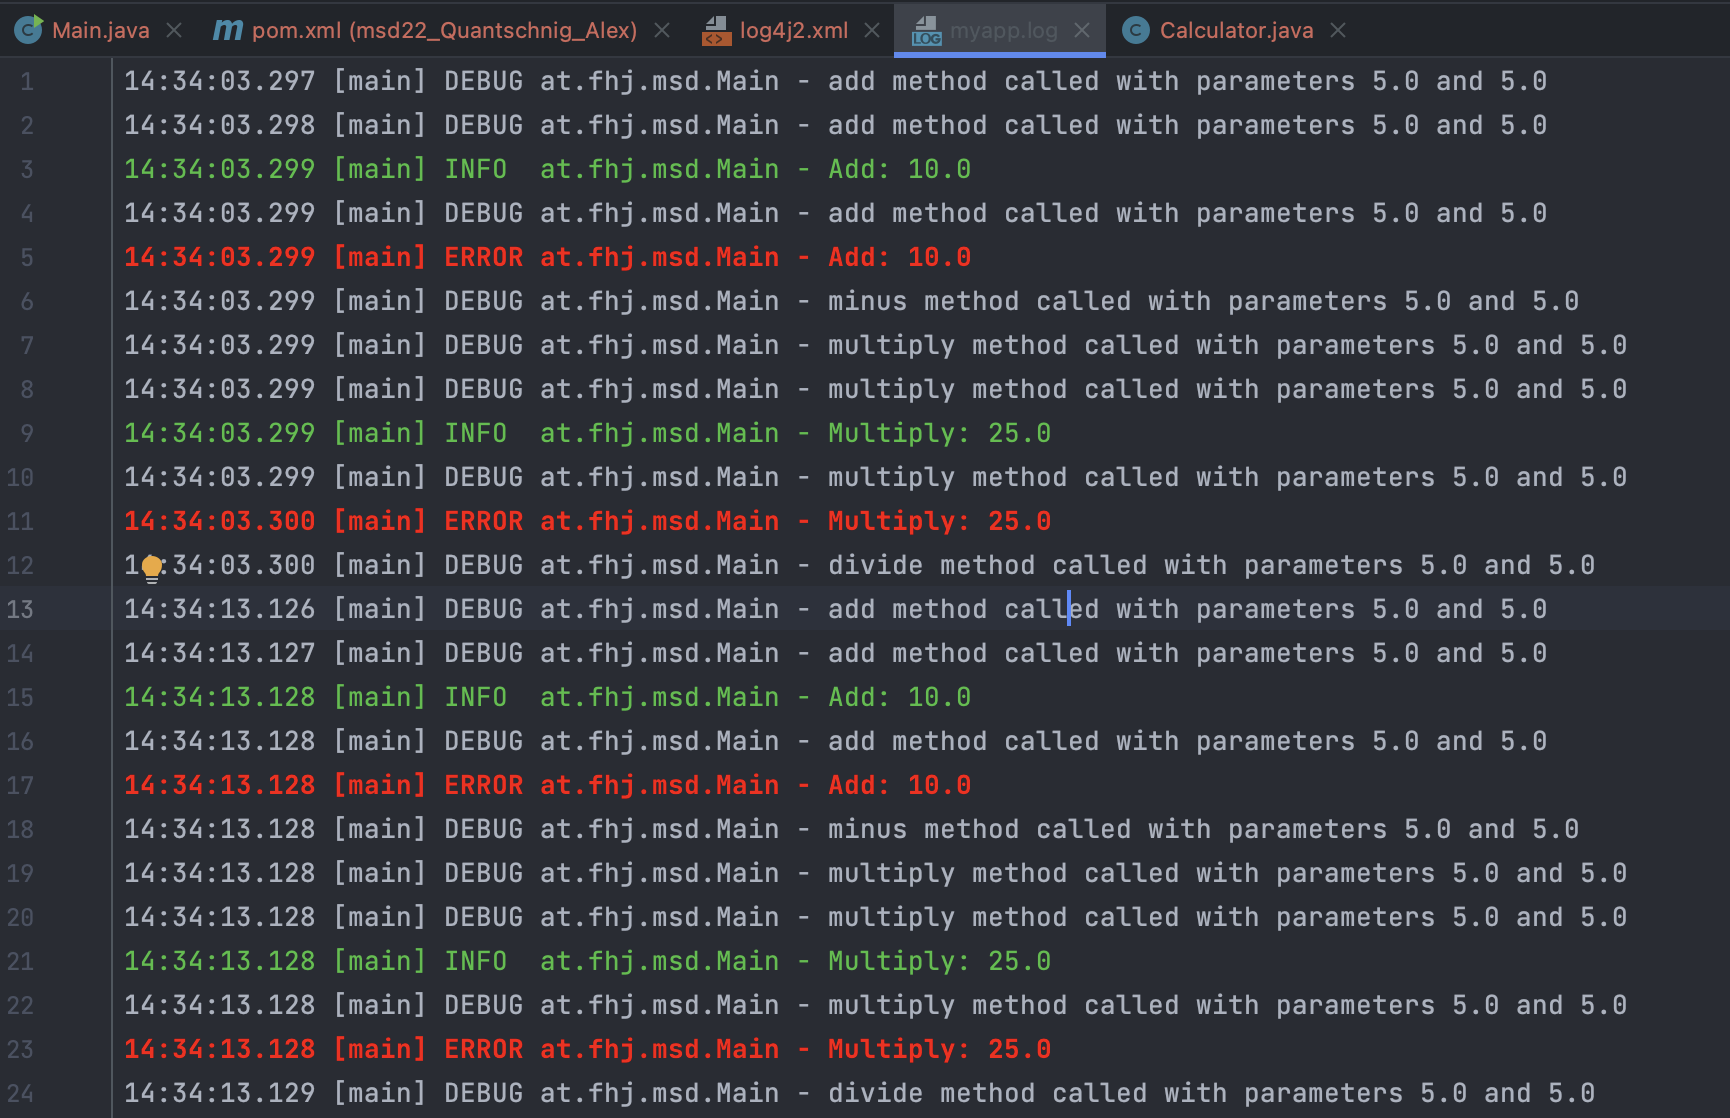 Main.java pom.xml (msd22_Quantschnig_Alex) log4j2.xml myapp.log Calculator.java
1 14:34:03.297 [main] DEBUG at.fhj.msd.Main - add method called with parameters 5.0 and 5.0
2 14:34:03.298 [main] DEBUG at.fhj.msd.Main - add method called with parameters 5.0 and 5.0
3 14:34:03.299 [main] INFO  at.fhj.msd.Main - Add: 10.0
4 14:34:03.299 [main] DEBUG at.fhj.msd.Main - add method called with parameters 5.0 and 5.0
5 14:34:03.299 [main] ERROR at.fhj.msd.Main - Add: 10.0
6 14:34:03.299 [main] DEBUG at.fhj.msd.Main - minus method called with parameters 5.0 and 5.0
7 14:34:03.299 [main] DEBUG at.fhj.msd.Main - multiply method called with parameters 5.0 and 5.0
8 14:34:03.299 [main] DEBUG at.fhj.msd.Main - multiply method called with parameters 5.0 and 5.0
9 14:34:03.299 [main] INFO  at.fhj.msd.Main - Multiply: 25.0
10 14:34:03.299 [main] DEBUG at.fhj.msd.Main - multiply method called with parameters 5.0 and 5.0
11 14:34:03.300 [main] ERROR at.fhj.msd.Main - Multiply: 25.0
12 1:34:03.300 [main] DEBUG at.fhj.msd.Main - divide method called with parameters 5.0 and 5.0
13 14:34:13.126 [main] DEBUG at.fhj.msd.Main - add method called with parameters 5.0 and 5.0
14 14:34:13.127 [main] DEBUG at.fhj.msd.Main - add method called with parameters 5.0 and 5.0
15 14:34:13.128 [main] INFO  at.fhj.msd.Main - Add: 10.0
16 14:34:13.128 [main] DEBUG at.fhj.msd.Main - add method called with parameters 5.0 and 5.0
17 14:34:13.128 [main] ERROR at.fhj.msd.Main - Add: 10.0
18 14:34:13.128 [main] DEBUG at.fhj.msd.Main - minus method called with parameters 5.0 and 5.0
19 14:34:13.128 [main] DEBUG at.fhj.msd.Main - multiply method called with parameters 5.0 and 5.0
20 14:34:13.128 [main] DEBUG at.fhj.msd.Main - multiply method called with parameters 5.0 and 5.0
21 14:34:13.128 [main] INFO  at.fhj.msd.Main - Multiply: 25.0
22 14:34:13.128 [main] DEBUG at.fhj.msd.Main - multiply method called with parameters 5.0 and 5.0
23 14:34:13.128 [main] ERROR at.fhj.msd.Main - Multiply: 25.0
24 14:34:13.129 [main] DEBUG at.fhj.msd.Main - divide method called with parameters 5.0 and 5.0